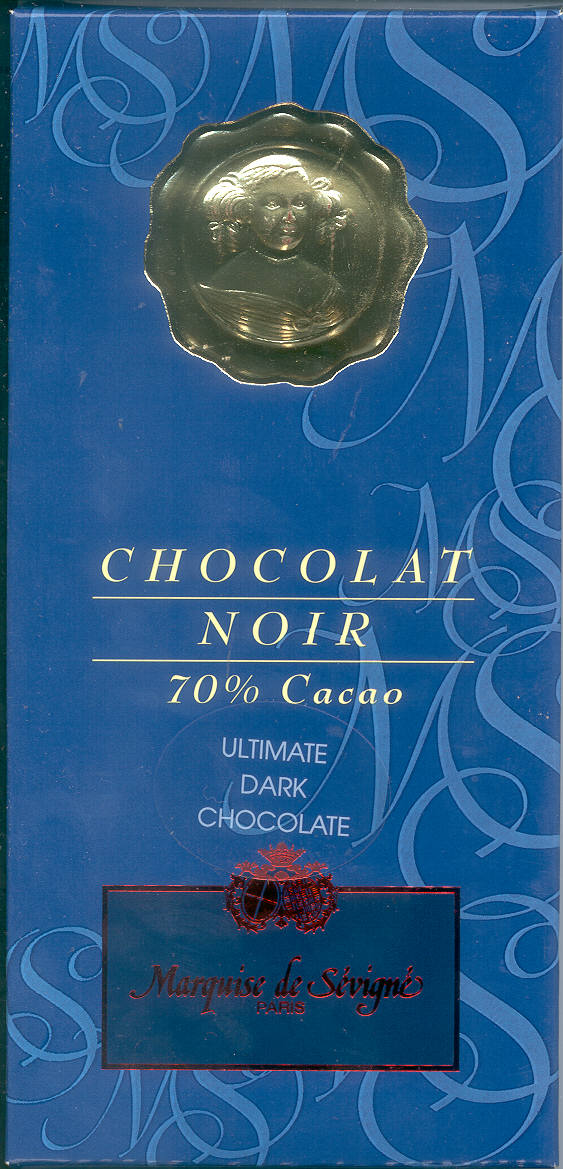 CHOCOLAT
NOIR
70% Cacao
ULTIMATE
DARK
CHOCOLATE
Marquise de Sévigné
PARIS